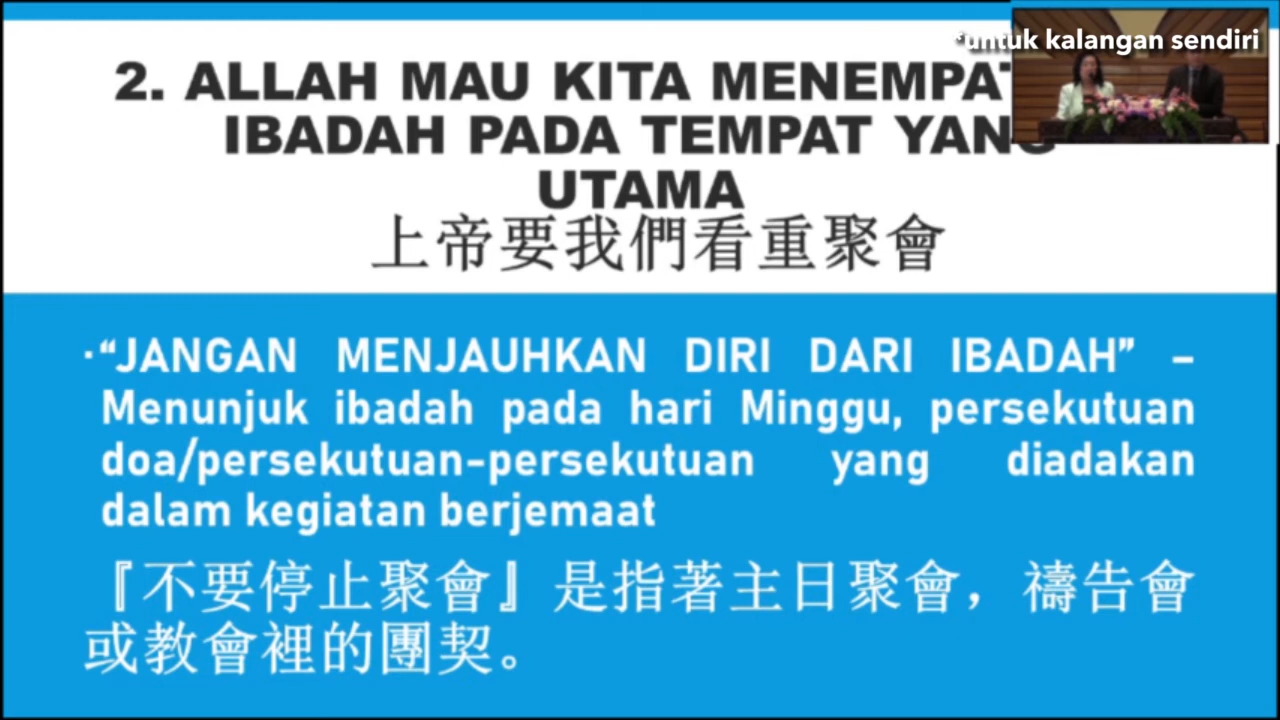 *untuk kalangan sendiri
2. ALLAH MAU KITA
IBADAH PADA TEMPAT YANG
UTAMA
上帝要我們看重聚會
·“JANGAN MENJAUHKAN DIRI DARI IBADAH” –
Menunjuk ibadah pada hari Minggu, persekutuan
doa/persekutuan-persekutuan yang diadakan
dalam kegiatan berjemaat
『不要停止聚會』是指著主日聚會，禱告會
或教會裡的團契。